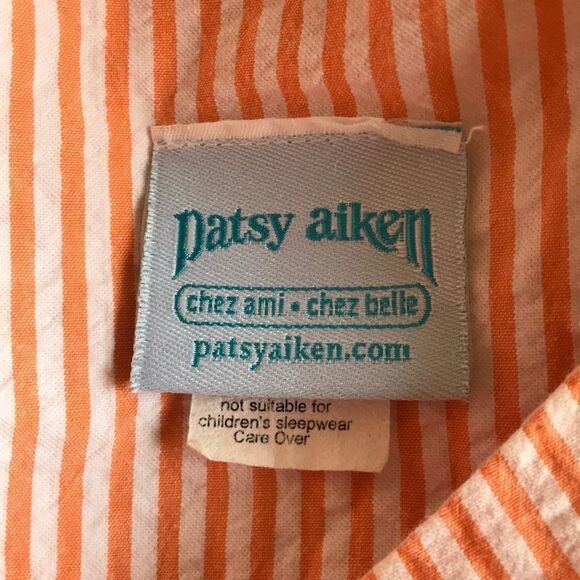 patsy aiken
chez ami • chez belle
patsyaiken.com
not suitable for
children's sleepwear
Care Over